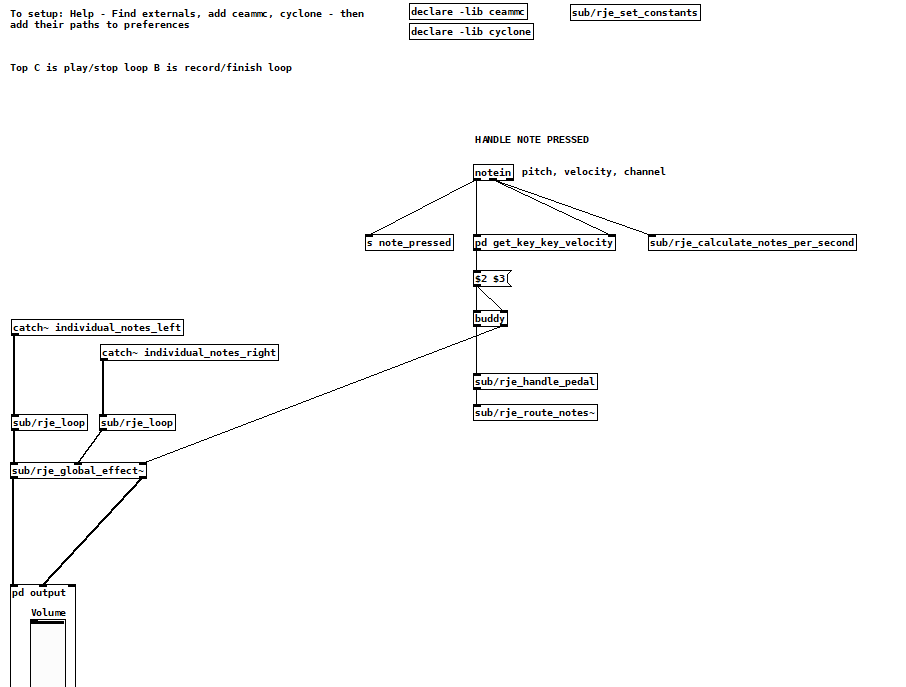 To setup: Help - Find externals, add ceammc, cyclone - then
add their paths to preferences
declare -lib ceammc
declare -lib cyclone
sub/rje_set_constants
Top C is play/stop loop B is record/finish loop
HANDLE NOTE PRESSED
notein
pitch, velocity, channel
s note_pressed
pd get_key_key_velocity
sub/rje_calculate_notes_per_second
$2 $3
buddy
catch~ individual_notes_left
catch~ individual_notes_right
sub/rje_handle_pedal
sub/rje_route_notes~
sub/rje_loop
sub/rje_loop
sub/rje_global_effect~
pd output
Volume